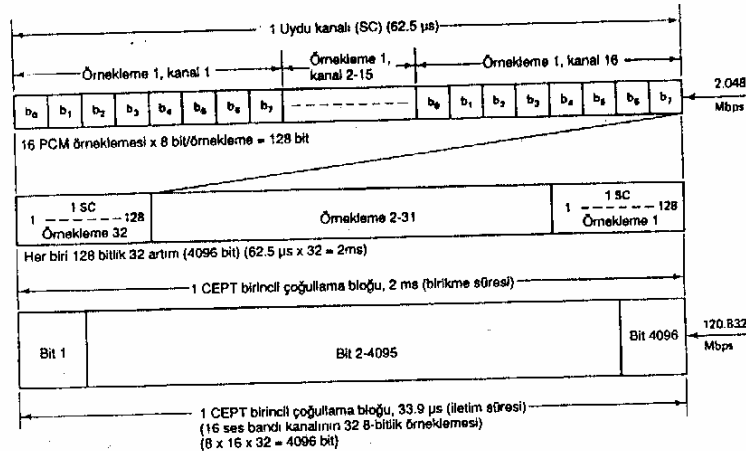 1 Uydu kanalı (SC) (62.5 µs)
Örnekleme 1, kanal 1
Örnekleme 1, kanal 2-15
Örnekleme 1, kanal 16
b0 b1 b2 b3 b4 b5 b6 b7
b0 b1 b2 b3 b4 b5 b6 b7
2.048 Mbps
16 PCM örneklemesi x 8 bit/örnekleme = 128 bit
1 SC
1 ------ 128
Örnekleme 32
Örnekleme 2-31
1 SC
1 ------ 128
Örnekleme 1
Her biri 128 bitlik 32 artım (4096 bit) (62.5 µs x 32 = 2ms)
1 CEPT birincil çoğullama bloğu, 2 ms (birikme süresi)
Bit 1
Bit 2-4095
Bit 4096
120.832 Mbps
1 CEPT birincil çoğullama bloğu, 33.9 µs (iletim süresi)
(16 ses bandı kanalının 32 8-bitlik örneklemesi)
(8 x 16 x 32 = 4096 bit)